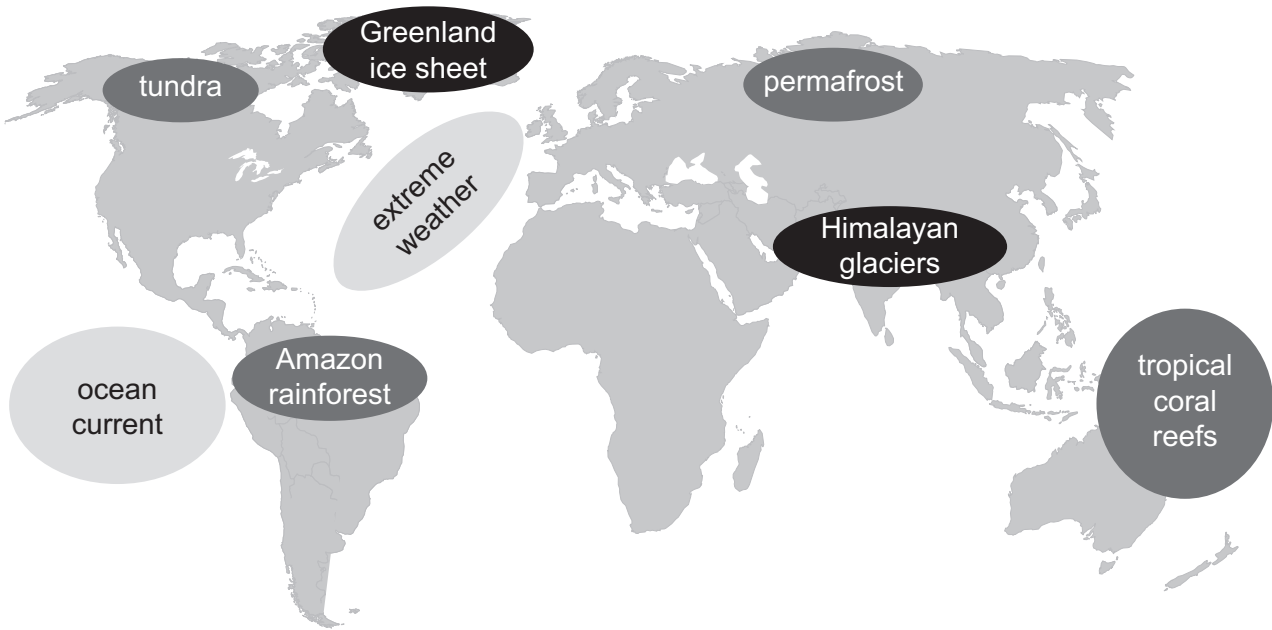 Greenland
ice sheet
tundra
permafrost
extreme
weather
Himalayan
glaciers
Amazon
rainforest
ocean
current
tropical
coral
reefs